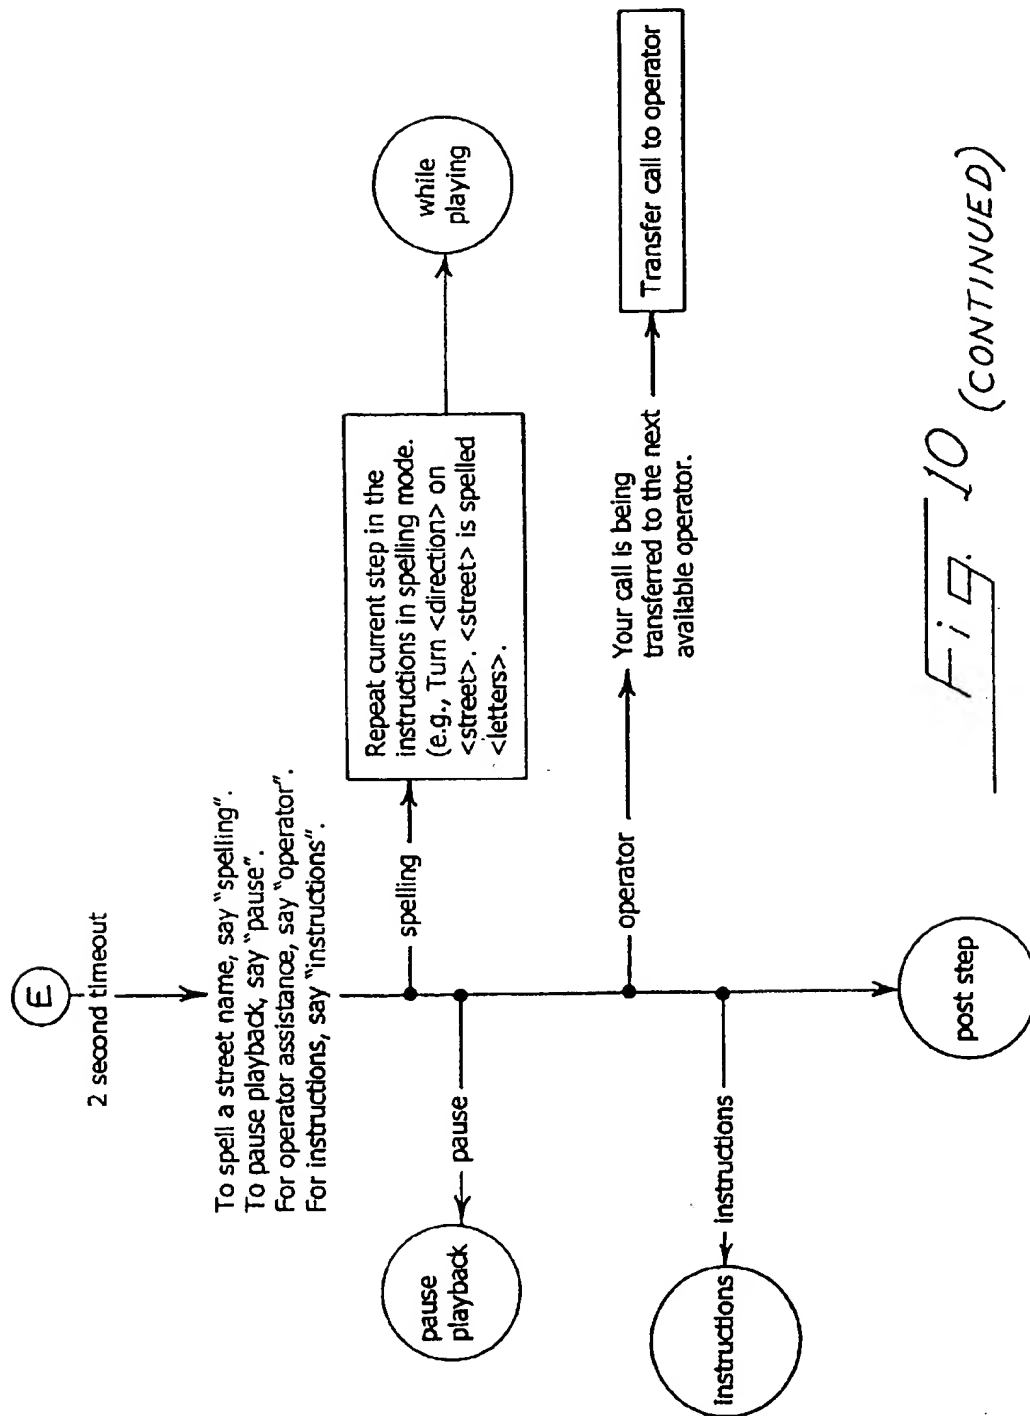 E
2 second timeout
To spell a street name, say "spelling".
To pause playback, say "pause".
For operator assistance, say "operator".
For instructions, say "instructions".
spelling
Repeat current step in the
instructions in spelling mode.
(e.g., Turn <direction> on
<street>. <street> is spelled
<letters>.
while
playing
pause
pause
playback
operator
Your call is being
transferred to the next
available operator.
Transfer call to operator
instructions
instructions
post step
Fig. 10 (CONTINUED)